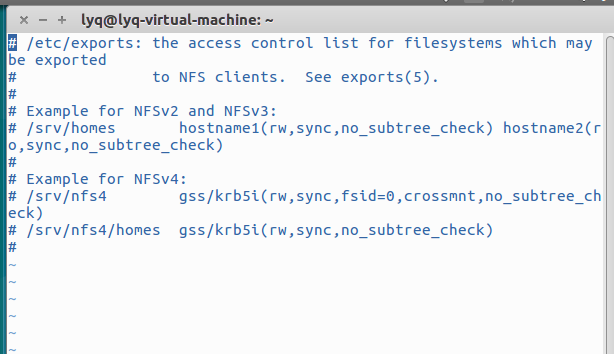 lyq@lyq-virtual-machine: ~
# /etc/exports: the access control list for filesystems which may
be exported
#               to NFS clients.  See exports(5).
#
# Example for NFSv2 and NFSv3:
# /srv/homes       hostname1(rw,sync,no_subtree_check) hostname2(r
o,sync,no_subtree_check)
#
# Example for NFSv4:
# /srv/nfs4        gss/krb5i(rw,sync,fsid=0,crossmnt,no_subtree_ch
eck)
# /srv/nfs4/homes  gss/krb5i(rw,sync,no_subtree_check)
#
~
~
~
~
~
~